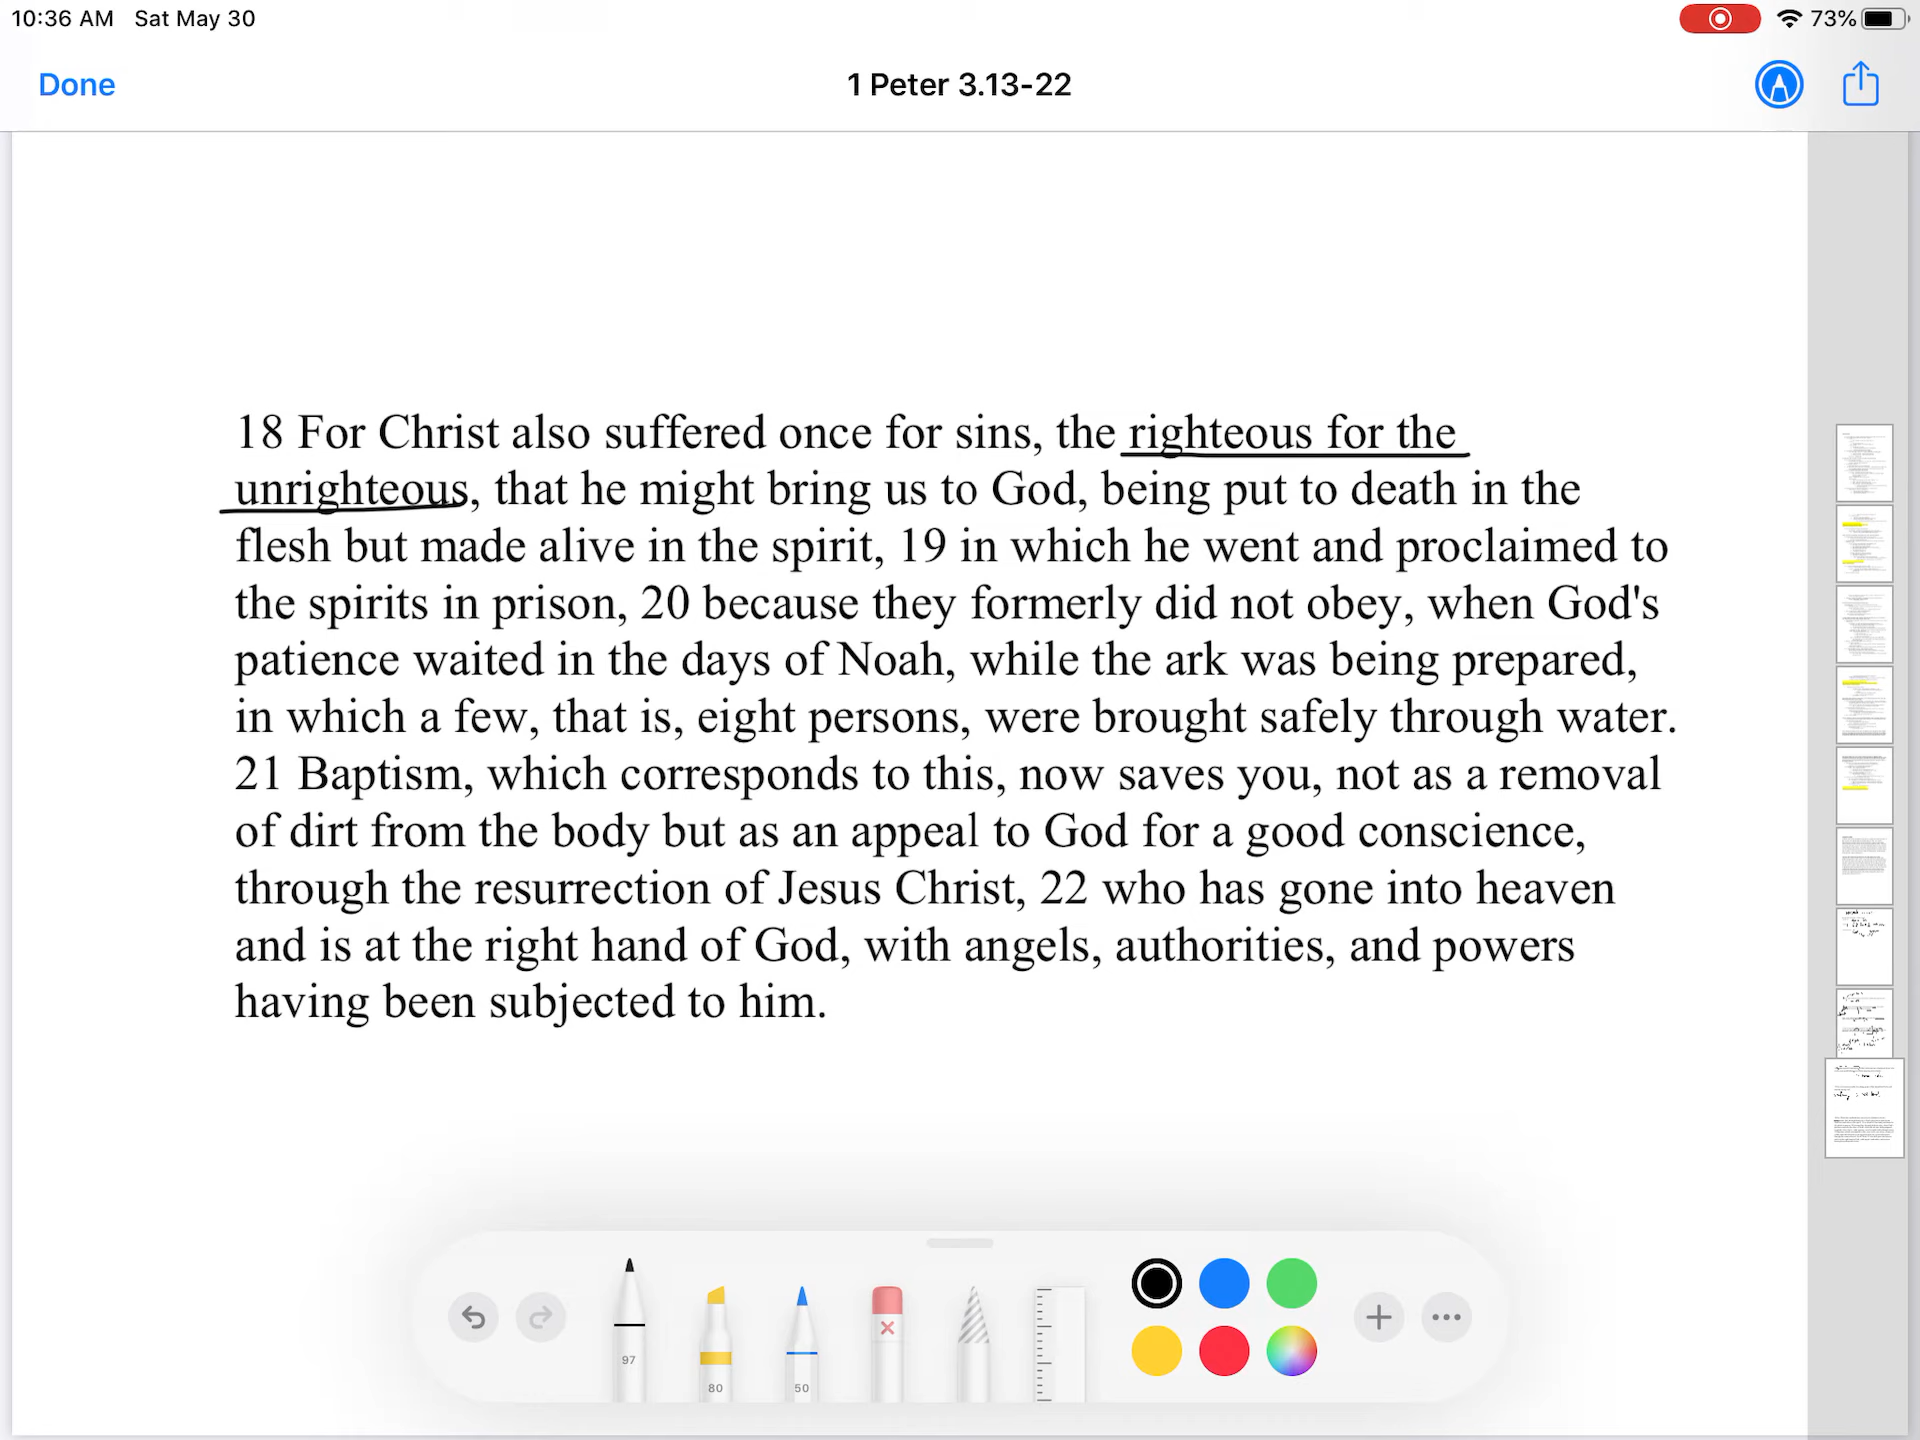 10:36 AM Sat May 30 73%
Done 1 Peter 3.13-22
18 For Christ also suffered once for sins, the righteous for the
unrighteous, that he might bring us to God, being put to death in the
flesh but made alive in the spirit, 19 in which he went and proclaimed to
the spirits in prison, 20 because they formerly did not obey, when God's
patience waited in the days of Noah, while the ark was being prepared,
in which a few, that is, eight persons, were brought safely through water.
21 Baptism, which corresponds to this, now saves you, not as a removal
of dirt from the body but as an appeal to God for a good conscience,
through the resurrection of Jesus Christ, 22 who has gone into heaven
and is at the right hand of God, with angels, authorities, and powers
having been subjected to him.
97 80 50